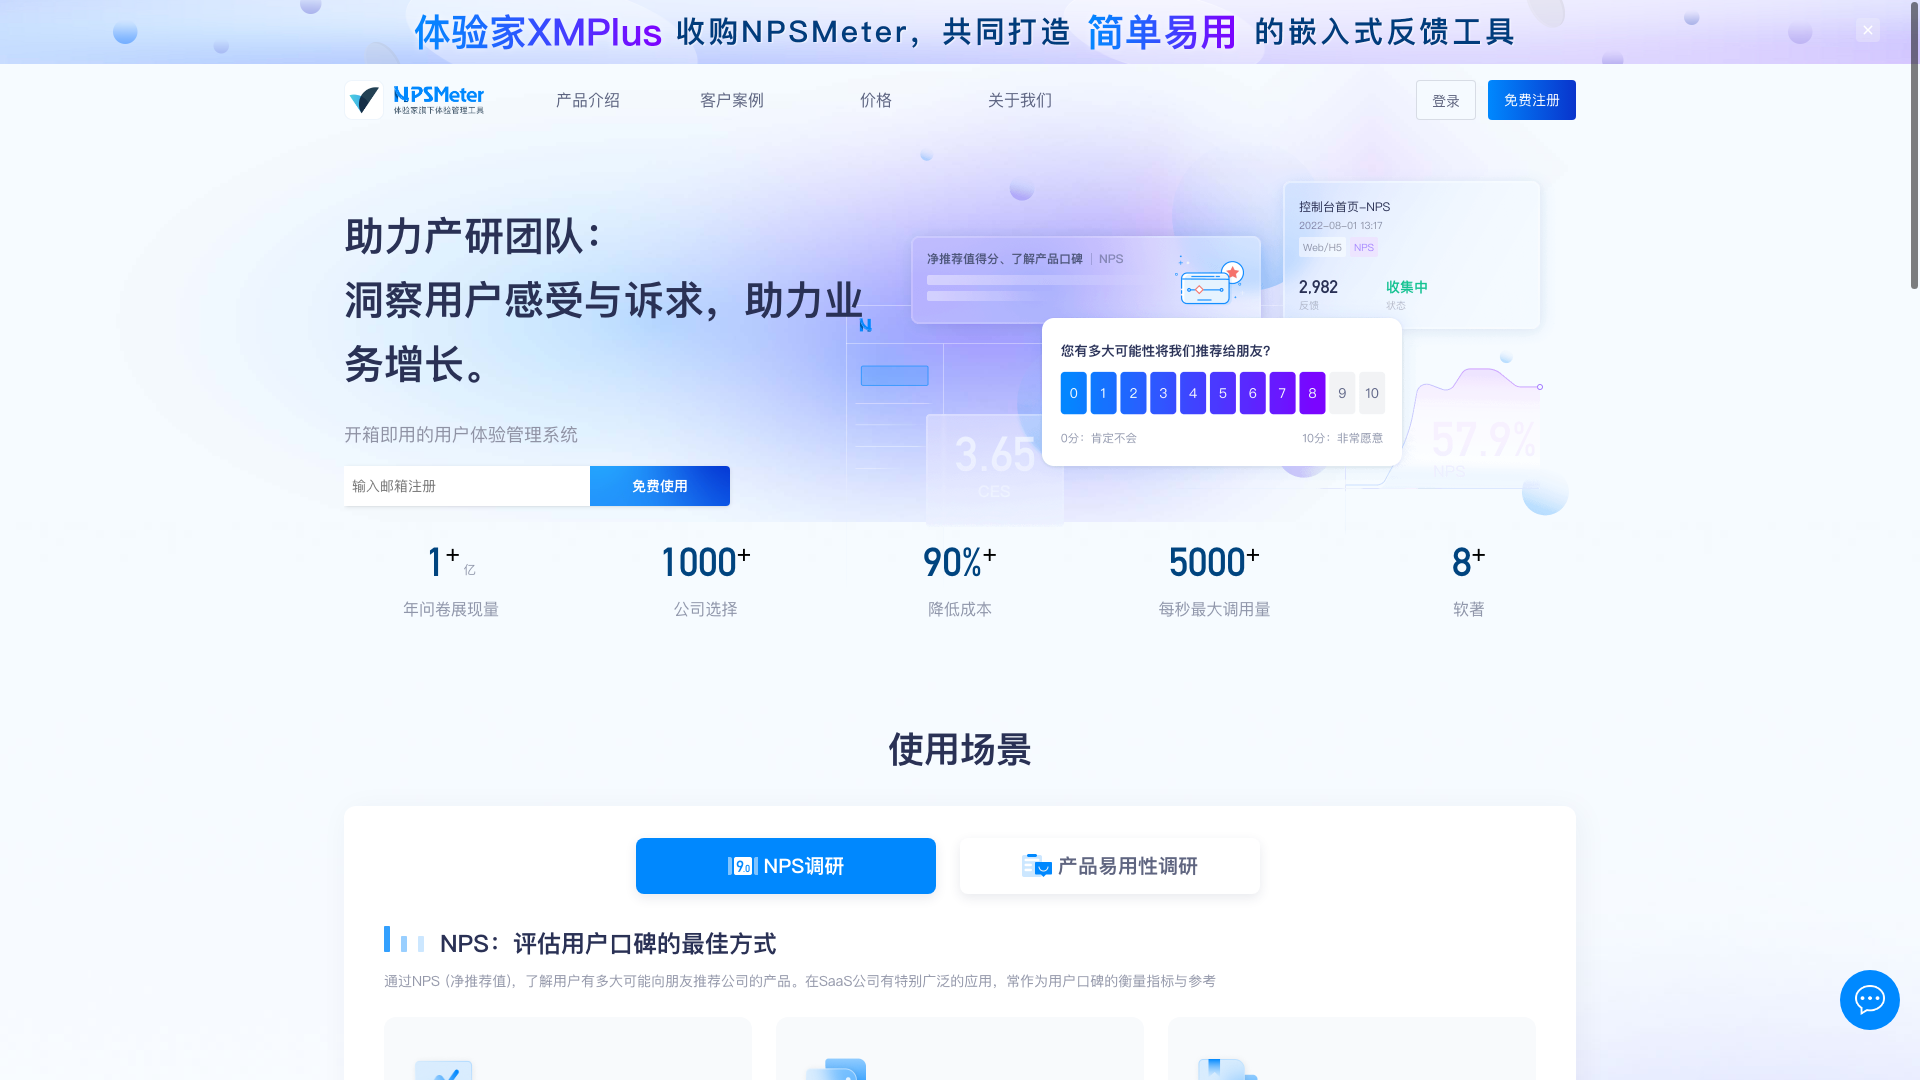 体验家XMPlus 收购NPSMeter，共同打造 简单易用 的嵌入式反馈工具
NPSMeter
体验家旗下体验管理工具
产品介绍
客户案例
价格
关于我们
登录
免费注册
助力产研团队：
洞察用户感受与诉求，助力业
务增长。
开箱即用的用户体验管理系统
输入邮箱注册
免费使用
控制台首页-NPS
2022-08-01 13:17
Web/H5 NPS
2,982 收集中
反馈 状态
净推荐值得分、了解产品口碑 | NPS
您有多大可能性将我们推荐给朋友?
0 1 2 3 4 5 6 7 8 9 10
0分：肯定不会 10分：非常愿意
3.65
CES
57.9%
NPS
1+ 亿
年问卷展现量
1000+
公司选择
90%+
降低成本
5000+
每秒最大调用量
8+
软著
使用场景
9.0 NPS调研
产品易用性调研
NPS：评估用户口碑的最佳方式
通过NPS (净推荐值)，了解用户有多大可能向朋友推荐公司的产品。在SaaS公司有特别广泛的应用，常作为用户口碑的衡量指标与参考